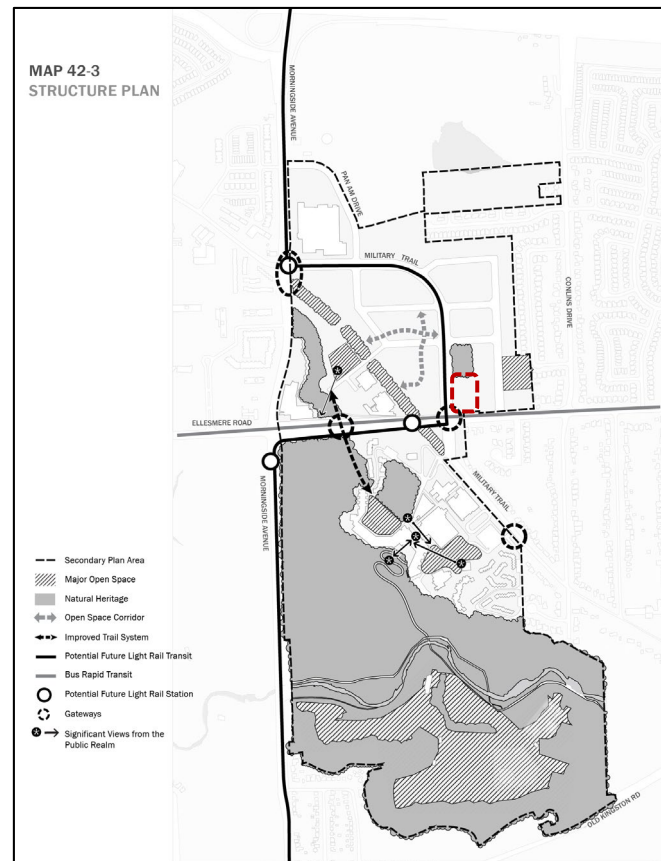 MAP 42-3
STRUCTURE PLAN
MORNINGSIDE AVENUE
PAN AM DRIVE
MILITARY TRAIL
CONLINS DRIVE
ELLESMERE ROAD
MILITARY TRAIL
MORNINGSIDE AVENUE
OLD KINGSTON RD
Secondary Plan Area
Major Open Space
Natural Heritage
Open Space Corridor
Improved Trail System
Potential Future Light Rail Transit
Bus Rapid Transit
Potential Future Light Rail Station
Gateways
Significant Views from the
Public Realm